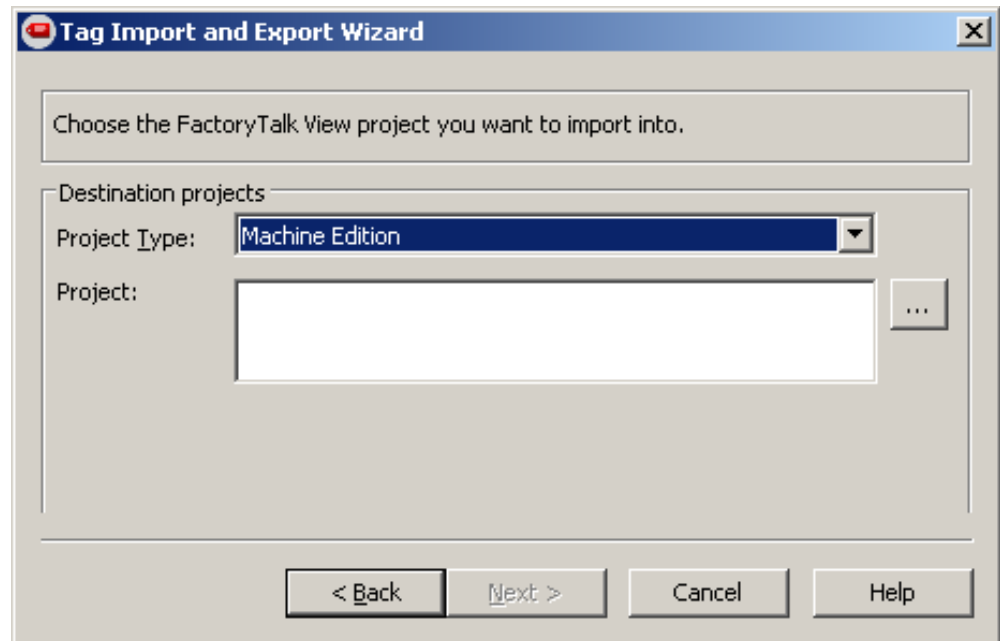 Tag Import and Export Wizard
Choose the FactoryTalk View project you want to import into.
Destination projects
Project Type: Machine Edition
Project: ...
< Back Next > Cancel Help